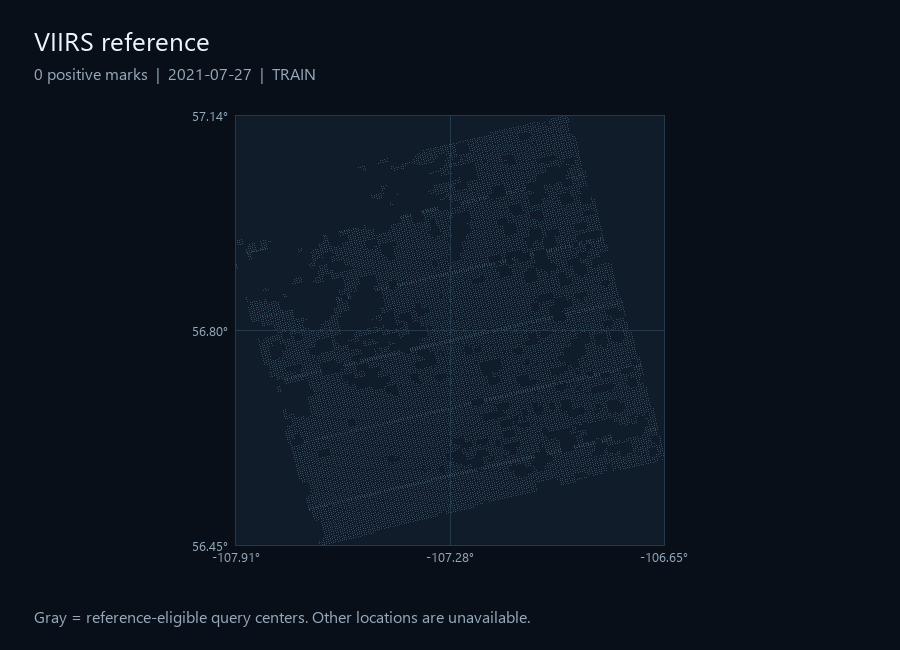 VIIRS reference
0 positive marks | 2021-07-27 | TRAIN
57.14°
56.80°
56.45°
-107.91° -107.28° -106.65°
Gray = reference-eligible query centers. Other locations are unavailable.